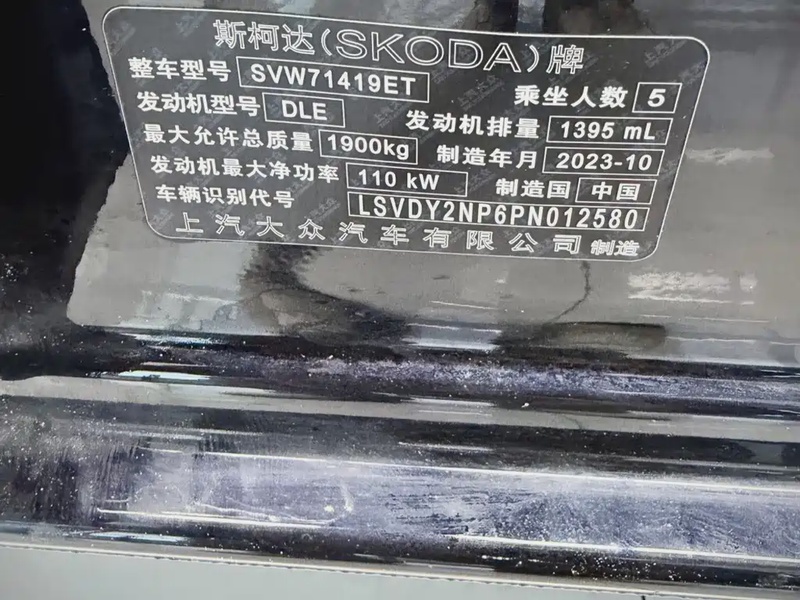 斯柯达(SKODA)牌
整车型号 SVW71419ET 乘坐人数 5
发动机型号 DLE 发动机排量 1395 mL
最大允许总质量 1900kg 制造年月 2023-10
发动机最大净功率 110 kW 制造国 中国
车辆识别代号 LSVDY2NP6PN012580
上汽大众汽车有限公司 制造